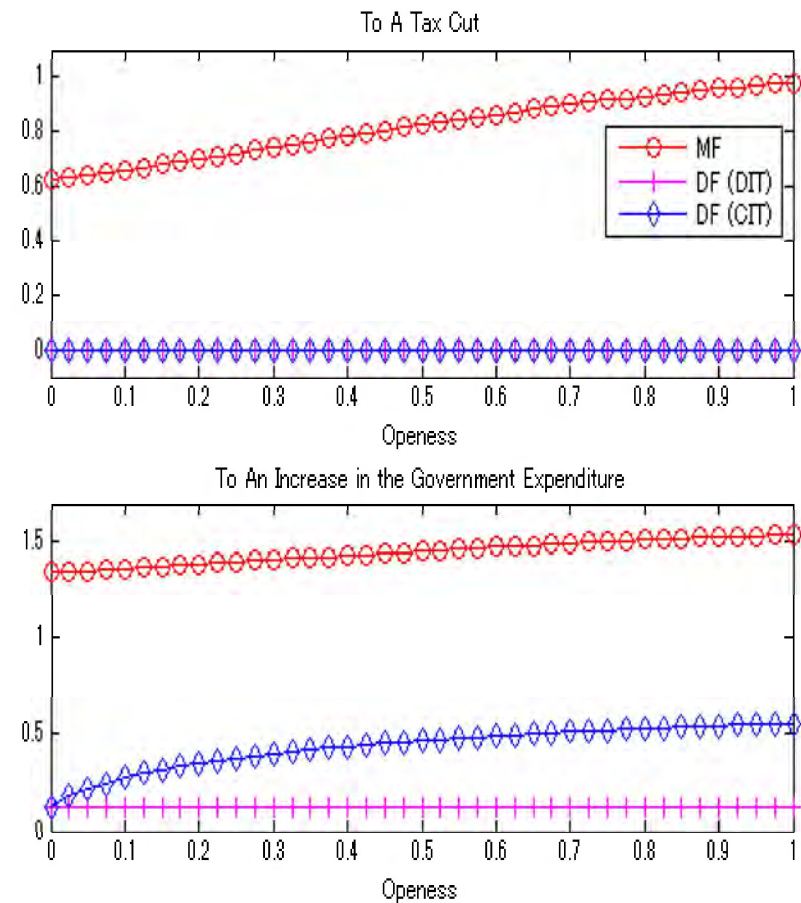 To A Tax Cut
1
0.8
0.6
0.4
0.2
0
MF
DF (DIT)
DF (CIT)
0 0.1 0.2 0.3 0.4 0.5 0.6 0.7 0.8 0.9 1
Openess
To An Increase in the Government Expenditure
1.5
1
0.5
0
0 0.1 0.2 0.3 0.4 0.5 0.6 0.7 0.8 0.9 1
Openess